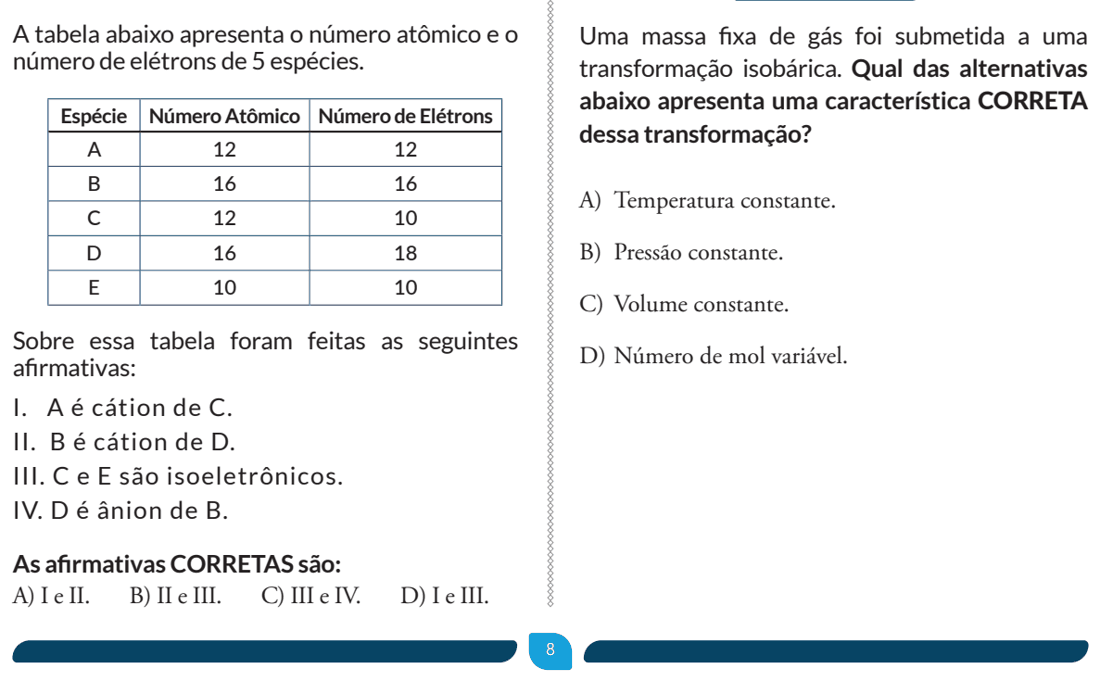 A tabela abaixo apresenta o número atômico e o
número de elétrons de 5 espécies.
Espécie Número Atômico Número de Elétrons
A 12 12
B 16 16
C 12 10
D 16 18
E 10 10
Sobre essa tabela foram feitas as seguintes
afirmativas:
I. A é cátion de C.
II. B é cátion de D.
III. C e E são isoeletrônicos.
IV. D é ânion de B.
As afirmativas CORRETAS são:
A) I e II. B) II e III. C) III e IV. D) I e III.
Uma massa fixa de gás foi submetida a uma
transformação isobárica. Qual das alternativas
abaixo apresenta uma característica CORRETA
dessa transformação?
A) Temperatura constante.
B) Pressão constante.
C) Volume constante.
D) Número de mol variável.
8